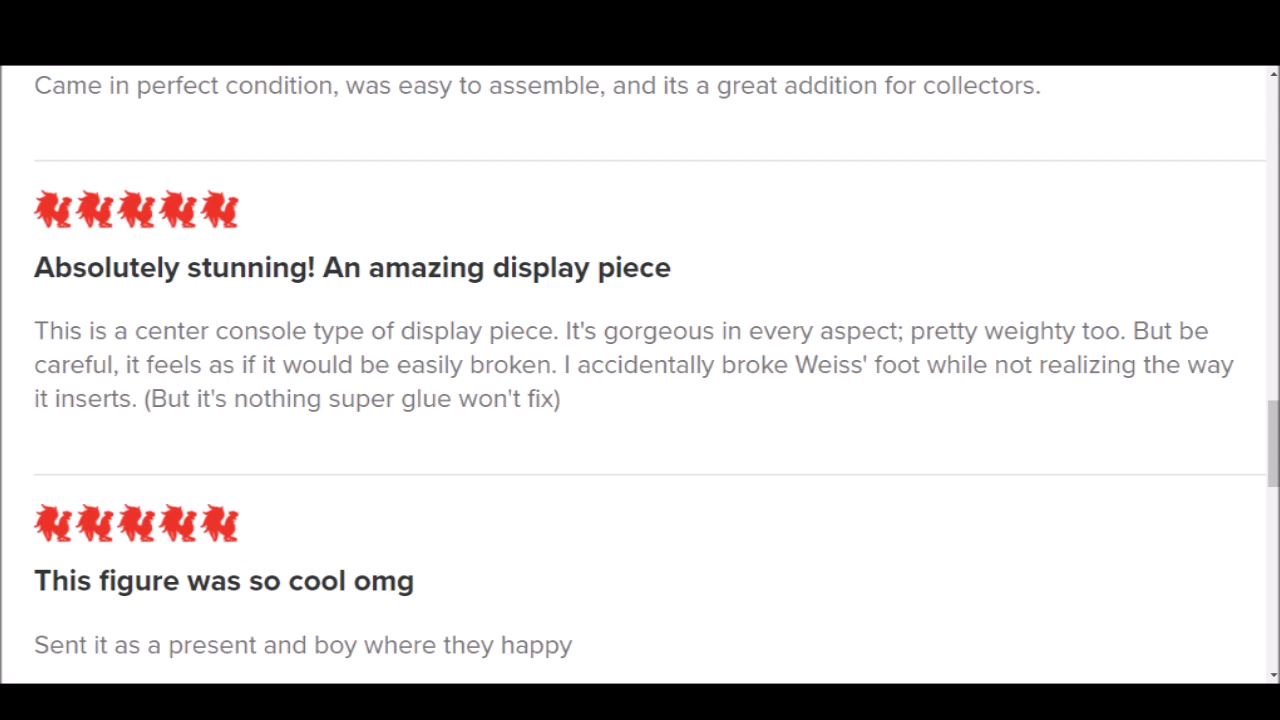 Came in perfect condition, was easy to assemble, and its a great addition for collectors.
Absolutely stunning! An amazing display piece
This is a center console type of display piece. It's gorgeous in every aspect; pretty weighty too. But be
careful, it feels as if it would be easily broken. I accidentally broke Weiss' foot while not realizing the way
it inserts. (But it's nothing super glue won't fix)
This figure was so cool omg
Sent it as a present and boy where they happy